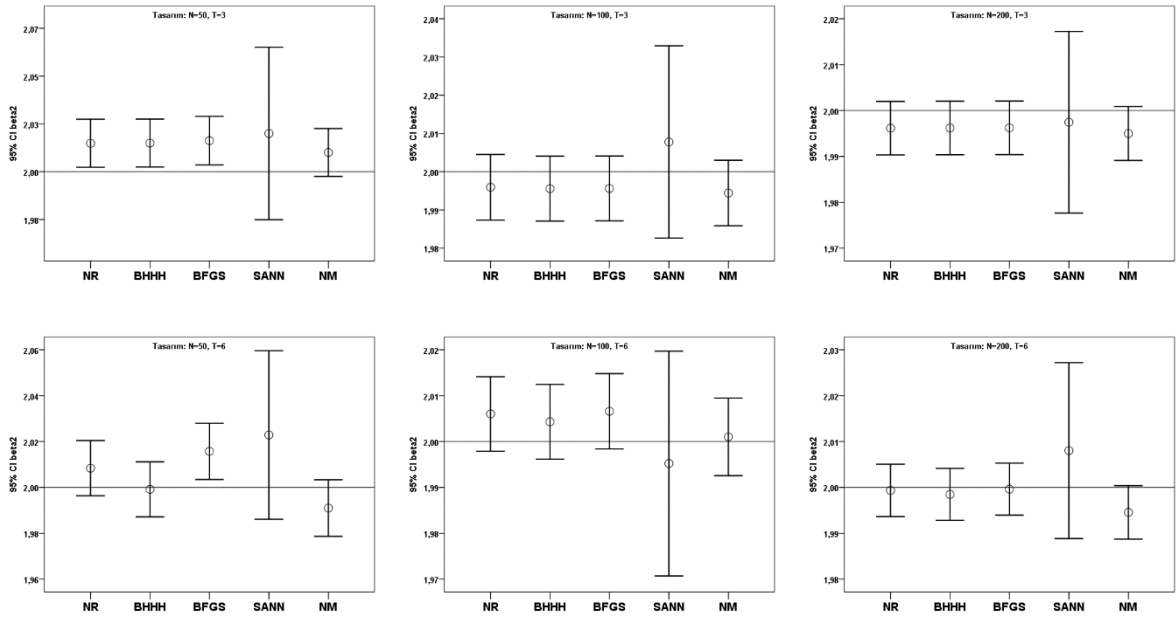 Tasarım: N=50, T=3
2,07
2,05
2,03
2,00
1,98
95% CI beta2
NR BHHH BFGS SANN NM
Tasarım: N=100, T=3
2,04
2,03
2,02
2,01
2,00
1,99
1,98
95% CI beta2
NR BHHH BFGS SANN NM
Tasarım: N=200, T=3
2,02
2,01
2,00
1,99
1,98
1,97
95% CI beta2
NR BHHH BFGS SANN NM
Tasarım: N=50, T=6
2,06
2,04
2,02
2,00
1,98
1,96
95% CI beta2
NR BHHH BFGS SANN NM
Tasarım: N=100, T=6
2,02
2,01
2,00
1,99
1,98
1,97
95% CI beta2
NR BHHH BFGS SANN NM
Tasarım: N=200, T=6
2,03
2,02
2,01
2,00
1,99
1,98
95% CI beta2
NR BHHH BFGS SANN NM